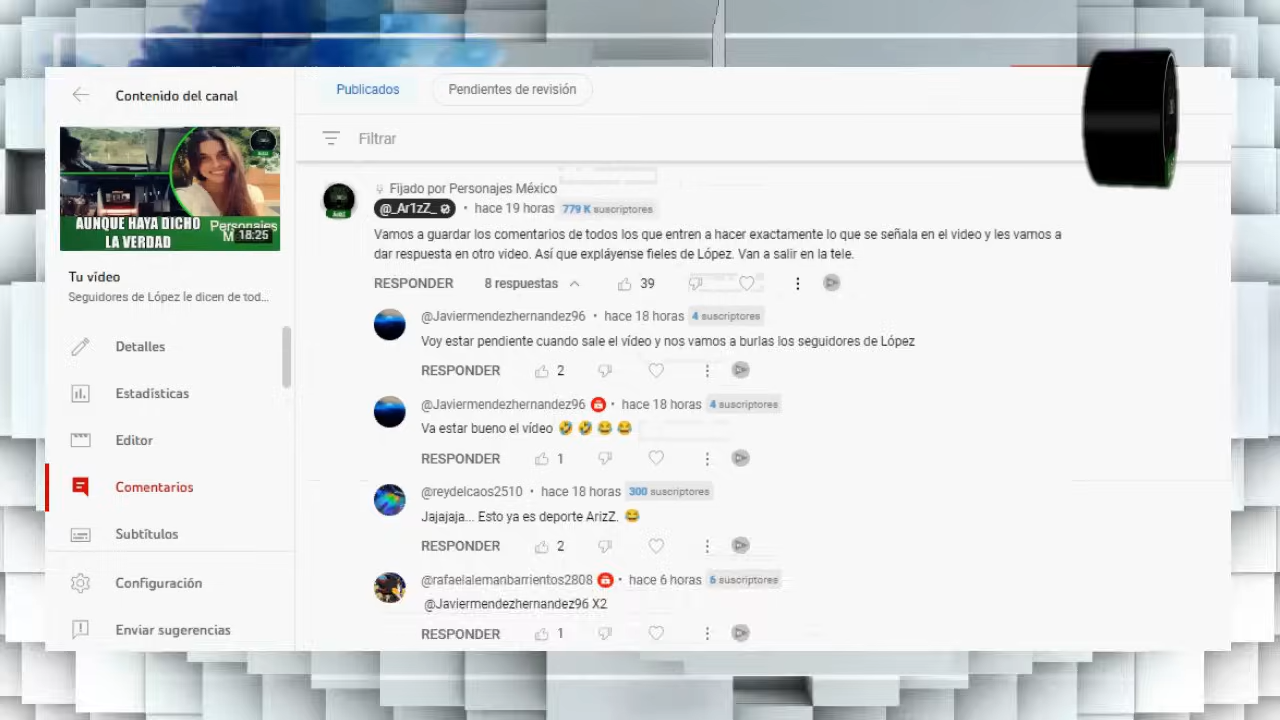 Contenido del canal
AUNQUE HAYA DICHO
LA VERDAD
Personajes
M
18:25
Tu vídeo
Seguidores de López le dicen de tod...
Detalles
Estadísticas
Editor
Comentarios
Subtítulos
Configuración
Enviar sugerencias
Publicados
Pendientes de revisión
Filtrar
Fijado por Personajes México
@_Ar1zZ_ • hace 19 horas 779 K suscriptores
Vamos a guardar los comentarios de todos los que entren a hacer exactamente lo que se señala en el video y les vamos a
dar respuesta en otro video. Así que expláyense fieles de López. Van a salir en la tele.
RESPONDER 8 respuestas 39
@Javiermendezhernandez96 • hace 18 horas 4 suscriptores
Voy estar pendiente cuando sale el vídeo y nos vamos a burlas los seguidores de López
RESPONDER 2
@Javiermendezhernandez96 • hace 18 horas 4 suscriptores
Va estar bueno el vídeo 🤣 🤣 😂 😂
RESPONDER 1
@reydelcaos2510 • hace 18 horas 300 suscriptores
Jajajaja... Esto ya es deporte ArizZ. 😂
RESPONDER 2
@rafaelalemanbarrientos2808 • hace 6 horas 6 suscriptores
@Javiermendezhernandez96 X2
RESPONDER 1